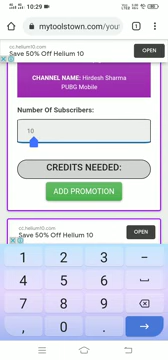 10:29
mytoolstown.com/Use
cc.helium10.com
Save 50% Off Helium 10
OPEN
CHANNEL NAME: Hirdesh Sharma
PUBG Mobile
Number Of Subscribers:
10
CREDITS NEEDED:
ADD PROMOTION
cc.helium10.com
Save 50% Off Helium 10
OPEN
1 2 3 –
4 5 6
7 8 9
, 0 .